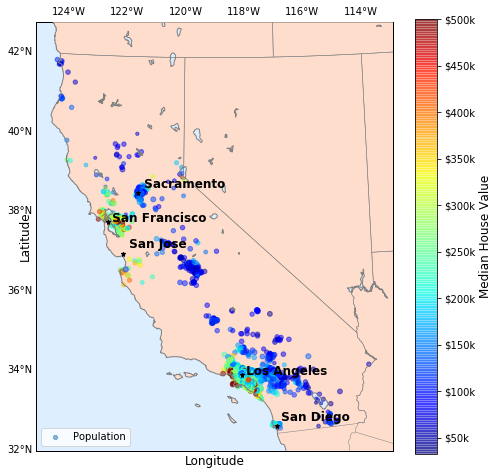 124°W 122°W 120°W 118°W 116°W 114°W
$500k
42°N
$450k
40°N
$400k
$350k
Sacramento
$300k
38°N
San Francisco
San Jose
$250k
Latitude
Median House Value
36°N
$200k
$150k
34°N
Los Angeles
$100k
San Diego
Population
$50k
32°N
Longitude